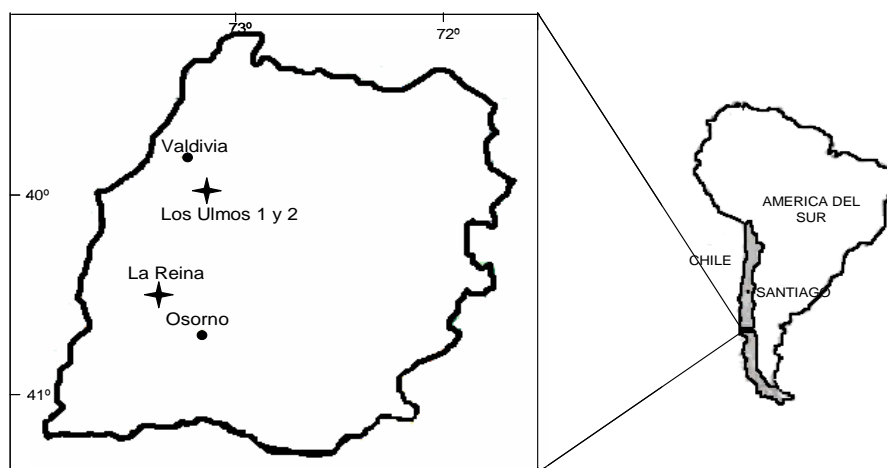 73º
72º
Valdivia
40º
Los Ulmos 1 y 2
La Reina
Osorno
41º
AMERICA DEL
SUR
CHILE
SANTIAGO